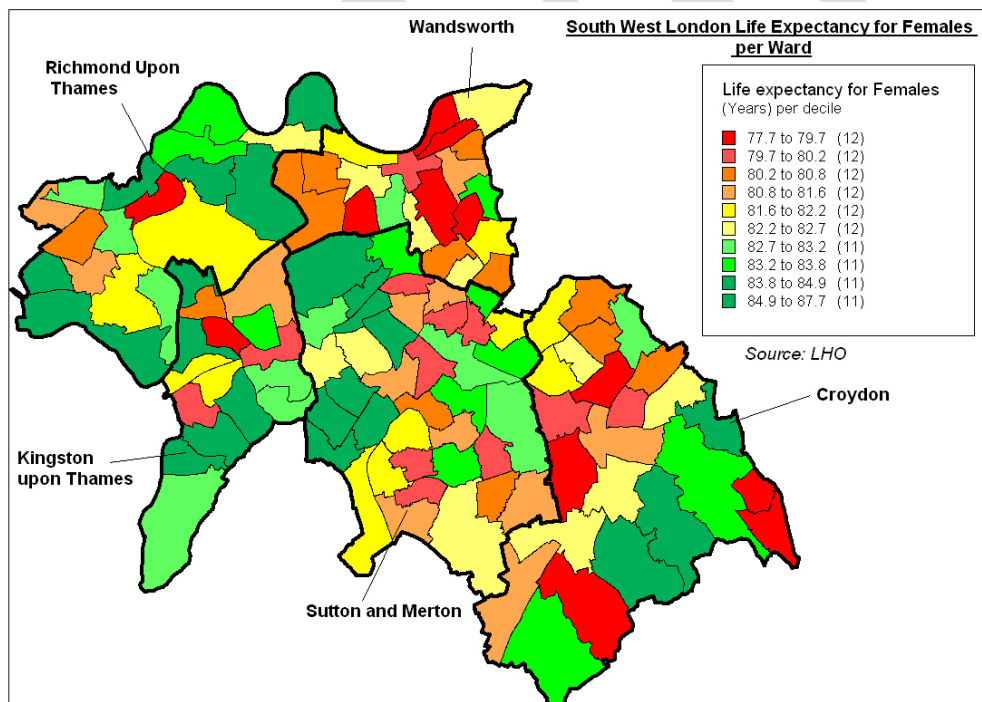 South West London Life Expectancy for Females
per Ward
Wandsworth
Richmond Upon
Thames
Life expectancy for Females
(Years) per decile
77.7 to 79.7 (12)
79.7 to 80.2 (12)
80.2 to 80.8 (12)
80.8 to 81.6 (12)
81.6 to 82.2 (12)
82.2 to 82.7 (12)
82.7 to 83.2 (11)
83.2 to 83.8 (11)
83.8 to 84.9 (11)
84.9 to 87.7 (11)
Source: LHO
Croydon
Kingston
upon Thames
Sutton and Merton